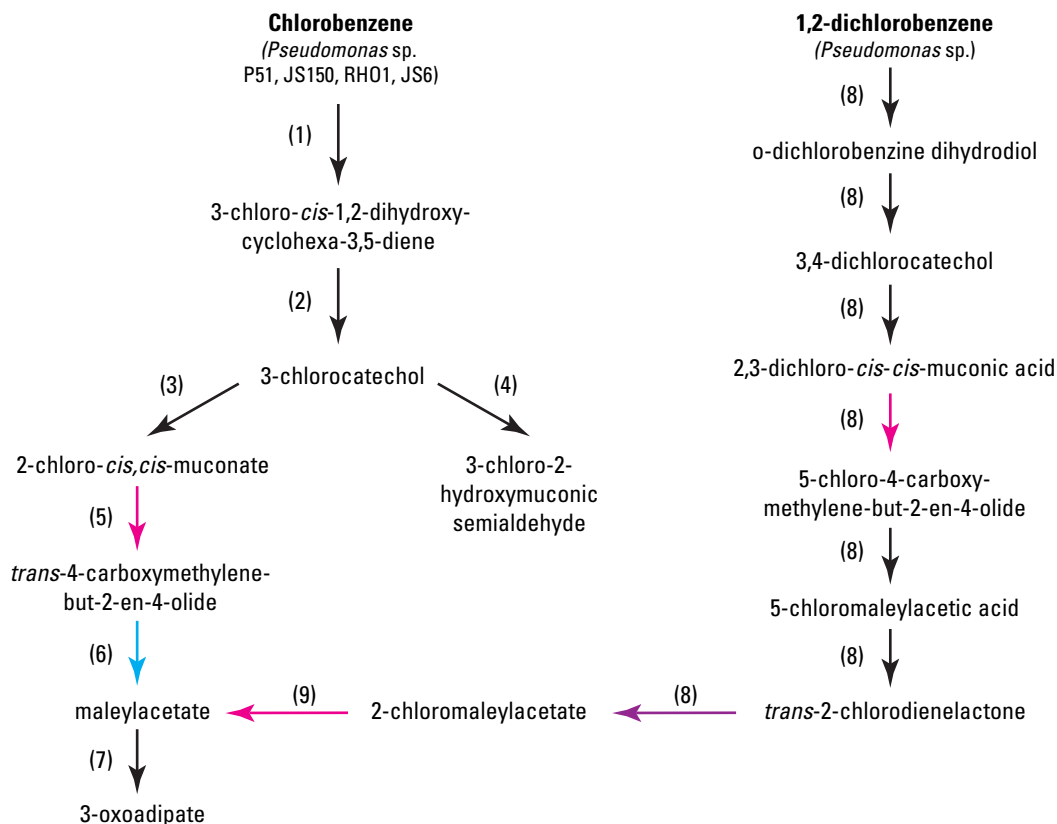 Chlorobenzene
(Pseudomonas sp.
P51, JS150, RHO1, JS6)
(1)
3-chloro-cis-1,2-dihydroxy-
cyclohexa-3,5-diene
(2)
3-chlorocatechol
(3)
(4)
2-chloro-cis,cis-muconate
3-chloro-2-
hydroxymuconic
semialdehyde
(5)
trans-4-carboxymethylene-
but-2-en-4-olide
(6)
maleylacetate
(7)
3-oxoadipate
1,2-dichlorobenzene
(Pseudomonas sp.)
(8)
o-dichlorobenzine dihydrodiol
(8)
3,4-dichlorocatechol
(8)
2,3-dichloro-cis-cis-muconic acid
(8)
5-chloro-4-carboxy-
methylene-but-2-en-4-olide
(8)
5-chloromaleylacetic acid
(8)
trans-2-chlorodienelactone
(8)
2-chloromaleylacetate
(9)